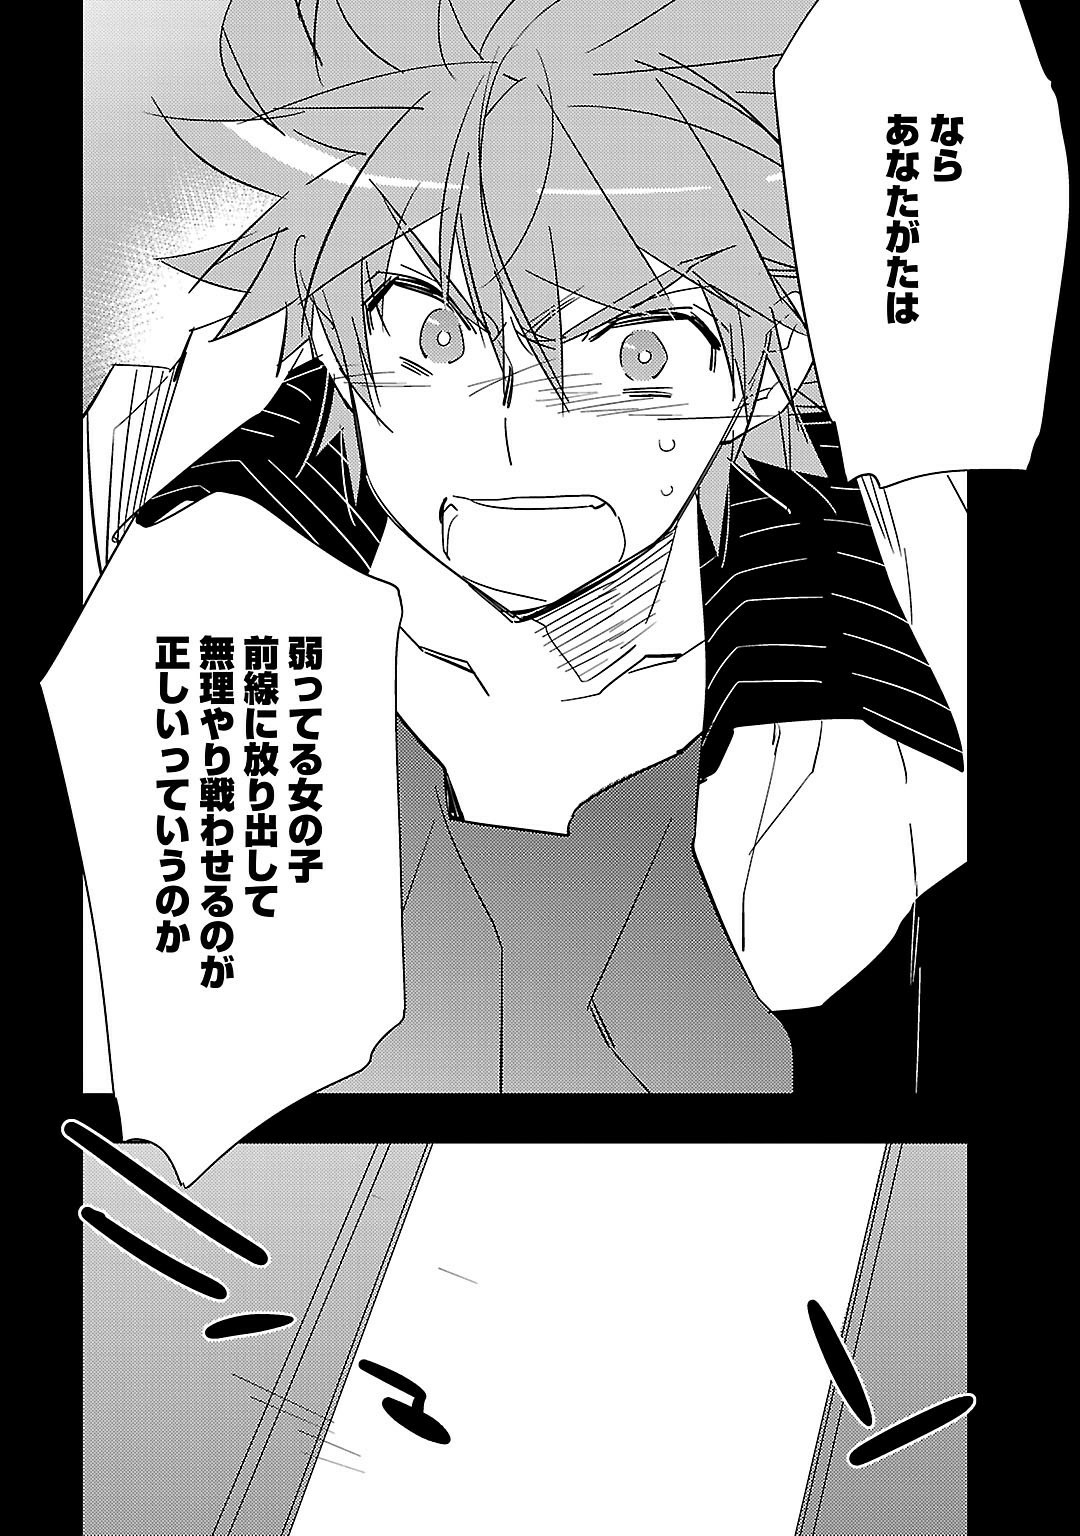 なら
あなたがたは
弱ってる女の子
前線に放り出して
無理やり戦わせるのが
正しいっていうのか